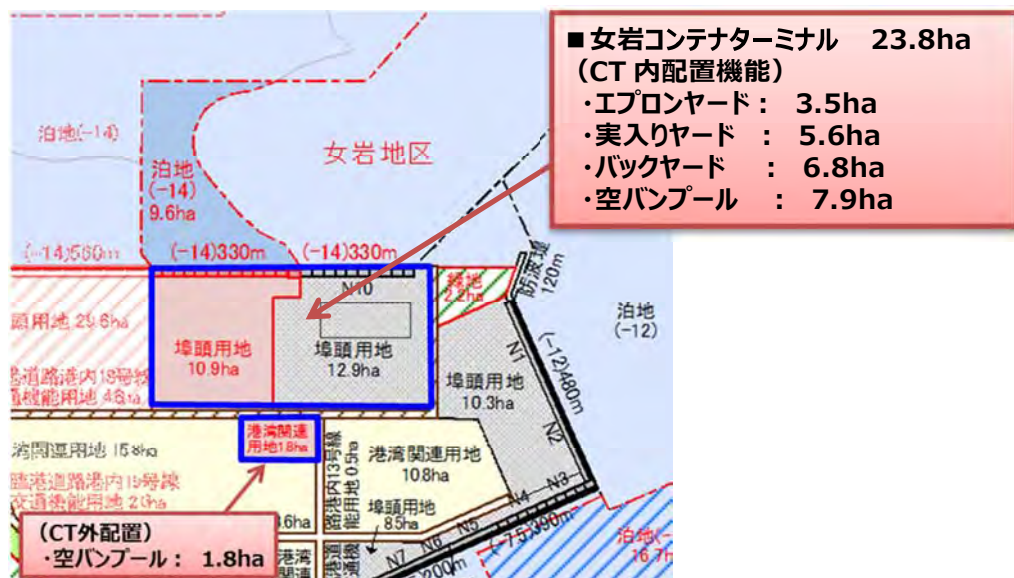 ■女岩コンテナターミナル 23.8ha
（CT 内配置機能）
・エプロンヤード： 3.5ha
・実入りヤード ： 5.6ha
・バックヤード ： 6.8ha
・空バンプール ： 7.9ha
泊地(-14)
女岩地区
泊地
(-14)
9.6ha
(-14)330m
(-14)330m
N10
緑地
2.2ha
防波堤
120m
泊地
(-12)
埠頭用地
10.9ha
埠頭用地
12.9ha
N1
(-12)480m
埠頭用地
10.3ha
N2
港湾関連
用地1.8ha
港湾関連用地
10.8ha
埠頭用地
8.5ha
N3
N4
N5
N6
N7
（CT外配置）
・空バンプール： 1.8ha